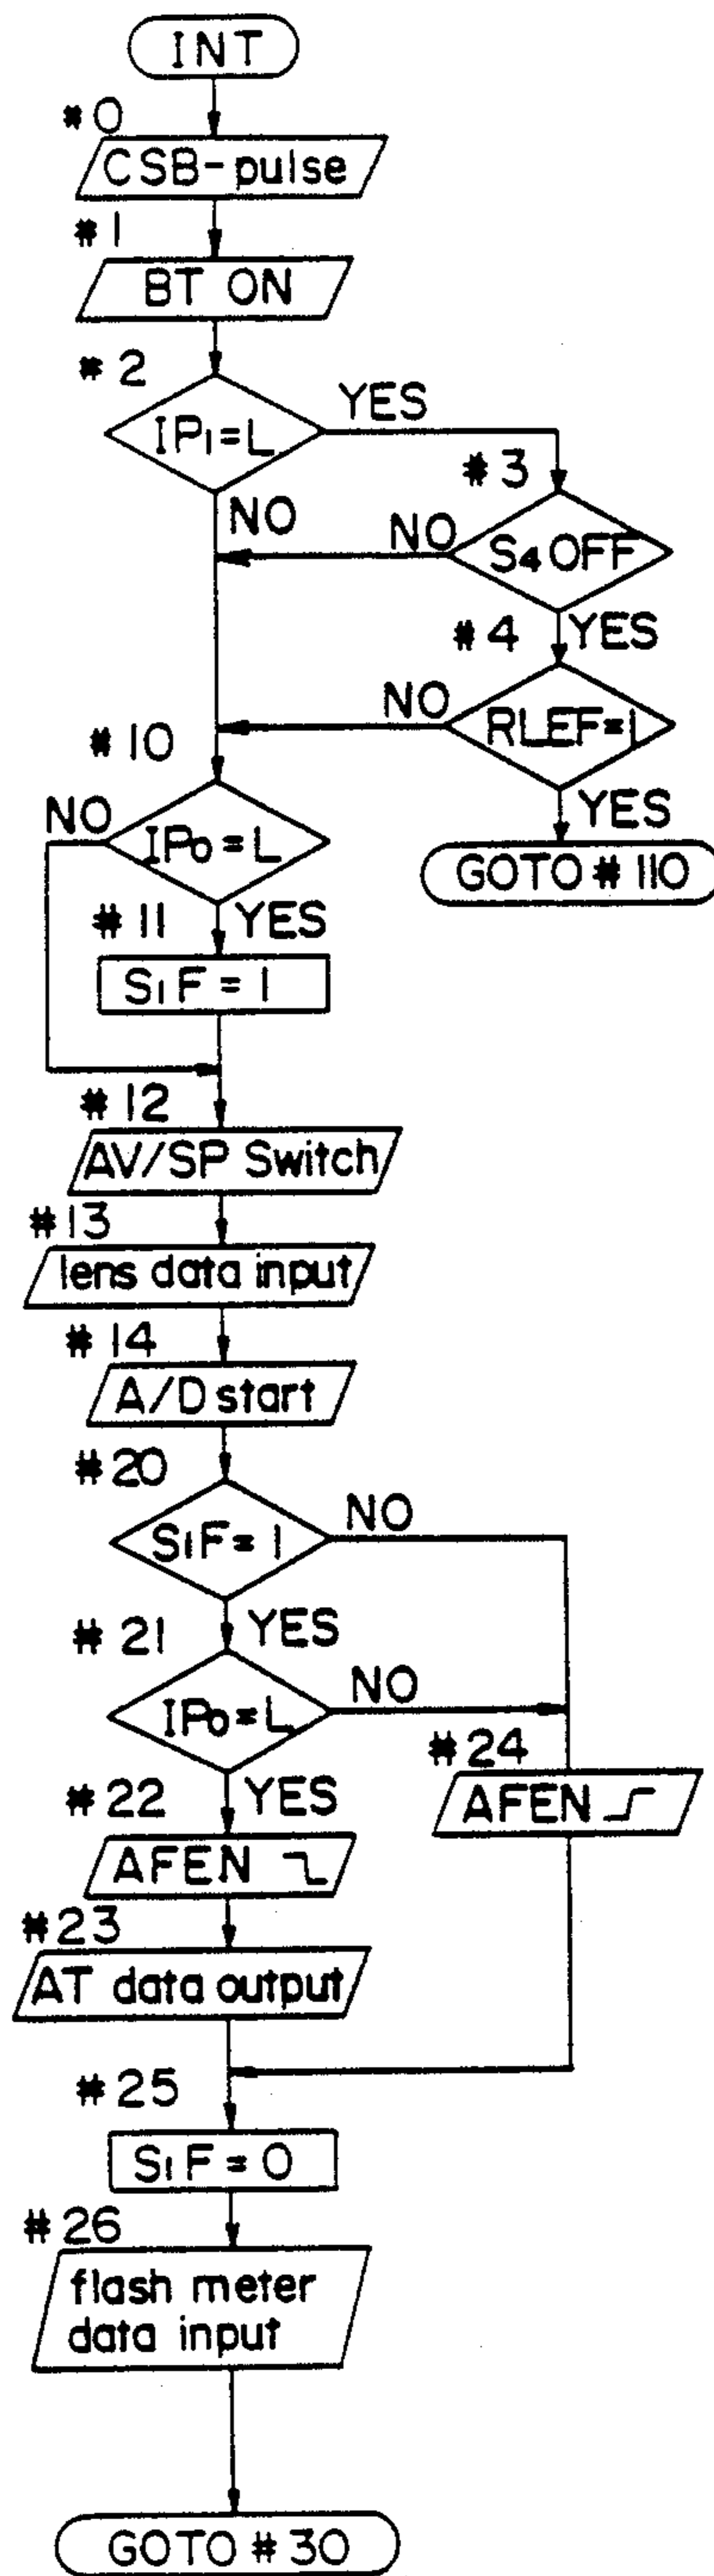 INT
#0
CSB-pulse
#1
BT ON
#2
IP1=L
YES
NO
#3
S4 OFF
NO
YES
#4
RLEF=1
NO
YES
GOTO #110
#10
IP0=L
NO
YES
#11
S1F=1
#12
AV/SP Switch
#13
lens data input
#14
A/D start
#20
S1F=1
NO
YES
#21
IP0=L
NO
YES
#24
AFEN
#22
AFEN
#23
AT data output
#25
S1F=0
#26
flash meter
data input
GOTO #30